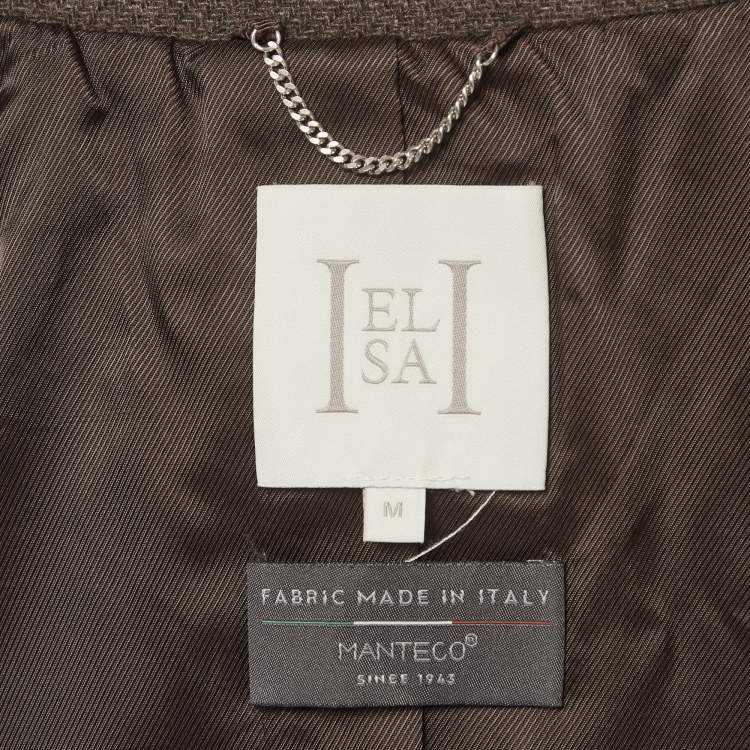 I EL I
SA
M
FABRIC MADE IN ITALY
MANTECO®
SINCE 1943